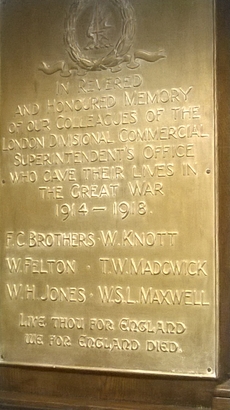 IN REVERED
AND HONOURED MEMORY
OF OUR COLLEAGUES OF THE
LONDON DIVISIONAL COMMERCIAL
SUPERINTENDENT'S OFFICE
WHO GAVE THEIR LIVES IN
THE GREAT WAR
1914 - 1918.
F.C. BROTHERS · W. KNOTT
W. FELTON · T.W. MADGWICK
W.H. JONES · W.S.L. MAXWELL
LIVE THOU FOR ENGLAND
WE FOR ENGLAND DIED.